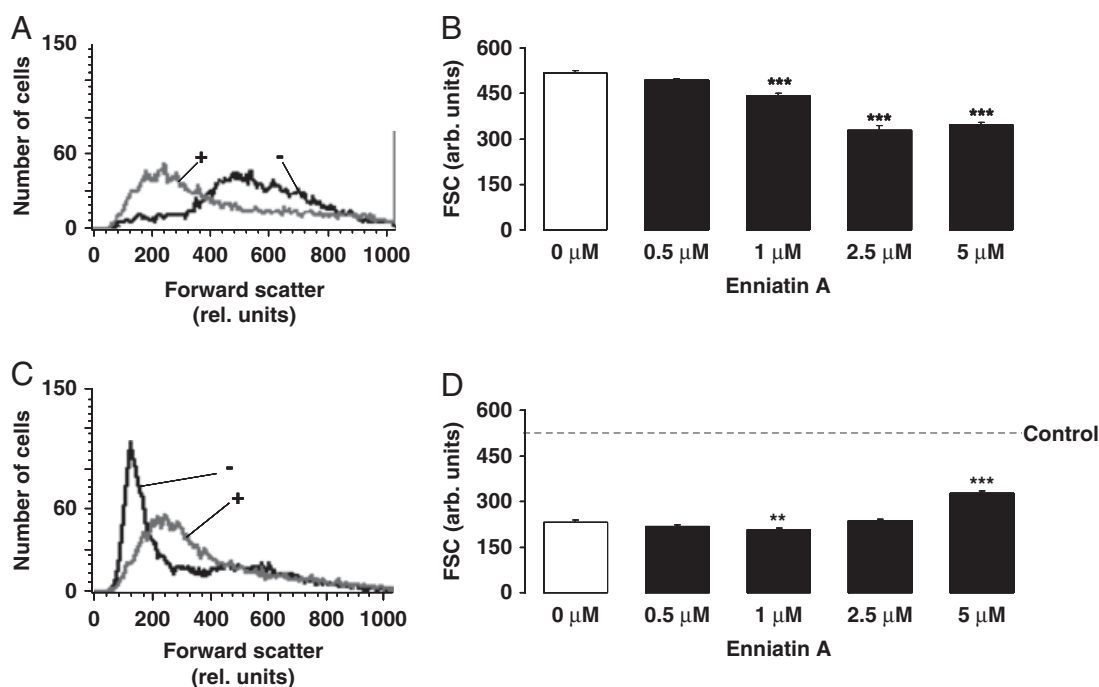 A
150
60
0
Number of cells
+
-
0 200 400 600 800 1000
Forward scatter
(rel. units)
B
600
450
300
150
0
FSC (arb. units)
***
***
***
0 μM 0.5 μM 1 μM 2.5 μM 5 μM
Enniatin A
C
150
60
0
Number of cells
-
+
0 200 400 600 800 1000
Forward scatter
(rel. units)
D
600
450
300
150
0
FSC (arb. units)
Control
**
***
0 μM 0.5 μM 1 μM 2.5 μM 5 μM
Enniatin A